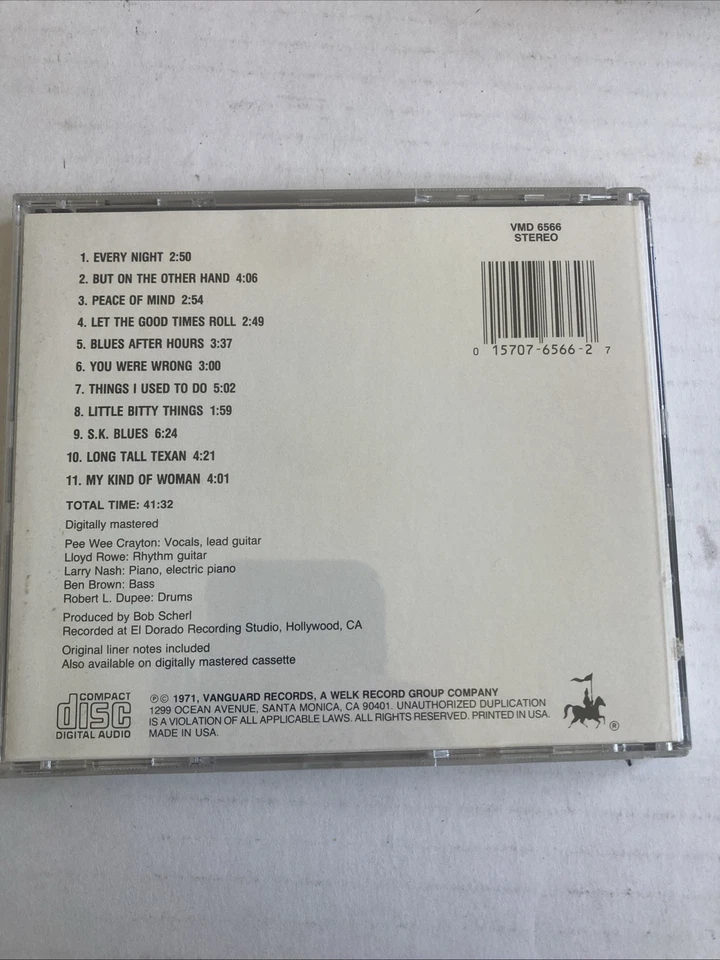 VMD 6566
STEREO
0 15707-6566-2 7
1. EVERY NIGHT 2:50
2. BUT ON THE OTHER HAND 4:06
3. PEACE OF MIND 2:54
4. LET THE GOOD TIMES ROLL 2:49
5. BLUES AFTER HOURS 3:37
6. YOU WERE WRONG 3:00
7. THINGS I USED TO DO 5:02
8. LITTLE BITTY THINGS 1:59
9. S.K. BLUES 6:24
10. LONG TALL TEXAN 4:21
11. MY KIND OF WOMAN 4:01
TOTAL TIME: 41:32
Digitally mastered
Pee Wee Crayton: Vocals, lead guitar
Lloyd Rowe: Rhythm guitar
Larry Nash: Piano, electric piano
Ben Brown: Bass
Robert L. Dupee: Drums
Produced by Bob Scherl
Recorded at El Dorado Recording Studio, Hollywood, CA
Original liner notes included
Also available on digitally mastered cassette
COMPACT
disc
DIGITAL AUDIO
℗© 1971, VANGUARD RECORDS, A WELK RECORD GROUP COMPANY
1299 OCEAN AVENUE, SANTA MONICA, CA 90401. UNAUTHORIZED DUPLICATION
IS A VIOLATION OF ALL APPLICABLE LAWS. ALL RIGHTS RESERVED. PRINTED IN USA.
MADE IN USA.
®